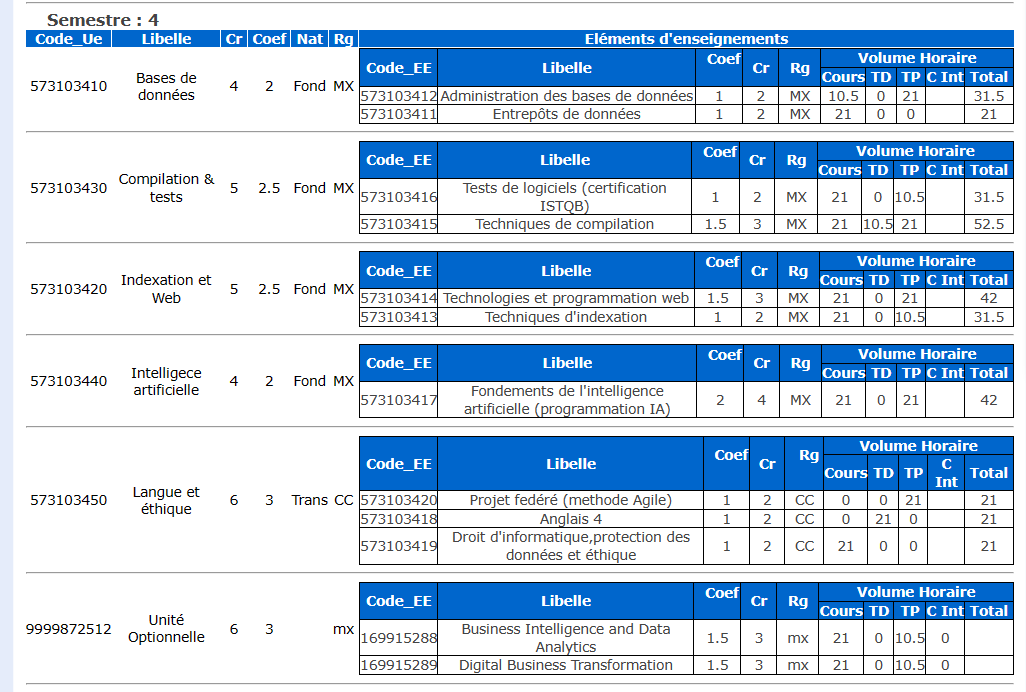 Semestre : 4
Code_Ue Libelle Cr Coef Nat Rg Eléments d'enseignements
573103410 Bases de données 4 2 Fond MX
Code_EE Libelle Coef Cr Rg Volume Horaire
Cours TD TP C Int Total
573103412 Administration des bases de données 1 2 MX 10.5 0 21 31.5
573103411 Entrepôts de données 1 2 MX 21 0 0 21
573103430 Compilation & tests 5 2.5 Fond MX
Code_EE Libelle Coef Cr Rg Volume Horaire
Cours TD TP C Int Total
573103416 Tests de logiciels (certification ISTQB) 1 2 MX 21 0 10.5 31.5
573103415 Techniques de compilation 1.5 3 MX 21 10.5 21 52.5
573103420 Indexation et Web 5 2.5 Fond MX
Code_EE Libelle Coef Cr Rg Volume Horaire
Cours TD TP C Int Total
573103414 Technologies et programmation web 1.5 3 MX 21 0 21 42
573103413 Techniques d'indexation 1 2 MX 21 0 10.5 31.5
573103440 Intelligece artificielle 4 2 Fond MX
Code_EE Libelle Coef Cr Rg Volume Horaire
Cours TD TP C Int Total
573103417 Fondements de l'intelligence artificielle (programmation IA) 2 4 MX 21 0 21 42
573103450 Langue et éthique 6 3 Trans CC
Code_EE Libelle Coef Cr Rg Volume Horaire
Cours TD TP C Int Total
573103420 Projet fedéré (methode Agile) 1 2 CC 0 0 21 21
573103418 Anglais 4 1 2 CC 0 21 0 21
573103419 Droit d'informatique,protection des données et éthique 1 2 CC 21 0 0 21
9999872512 Unité Optionnelle 6 3 mx
Code_EE Libelle Coef Cr Rg Volume Horaire
Cours TD TP C Int Total
169915288 Business Intelligence and Data Analytics 1.5 3 mx 21 0 10.5 0
169915289 Digital Business Transformation 1.5 3 mx 21 0 10.5 0